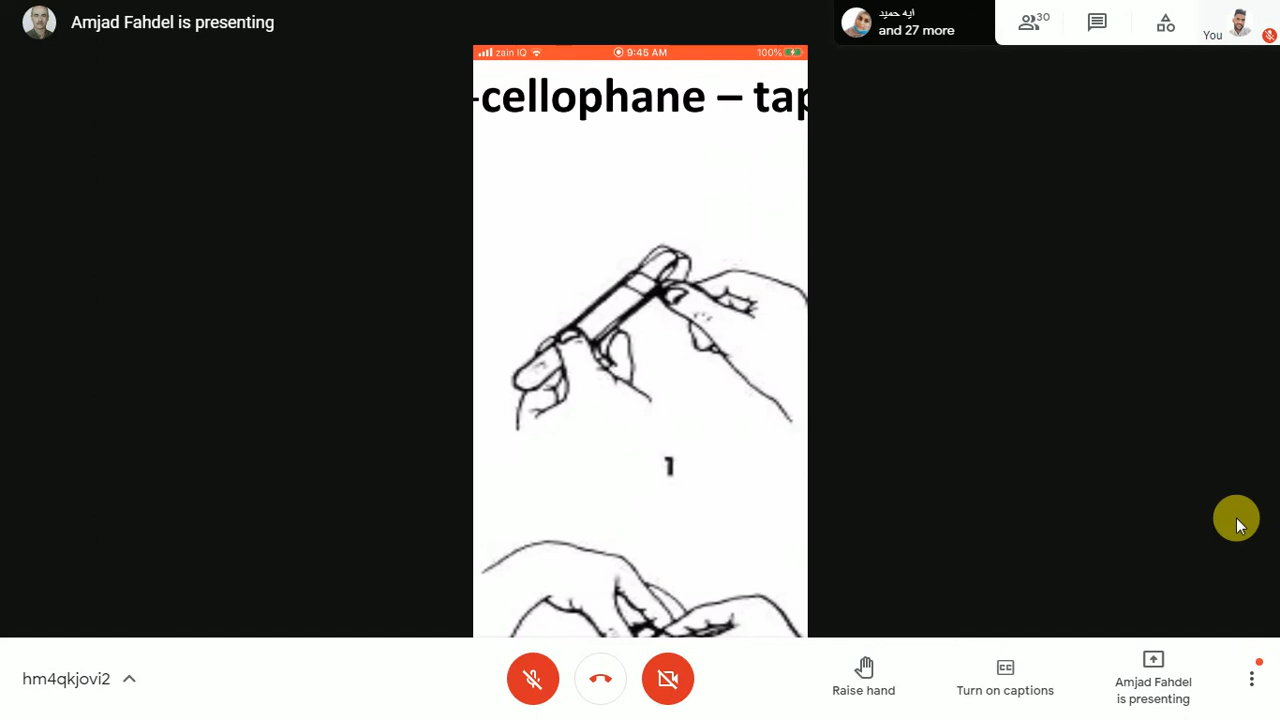 Amjad Fahdel is presenting
ايه حميد
and 27 more
30
You
zain IQ
9:45 AM
100%
-cellophane – tap
1
hm4qkjovi2
Raise hand
Turn on captions
Amjad Fahdel
is presenting